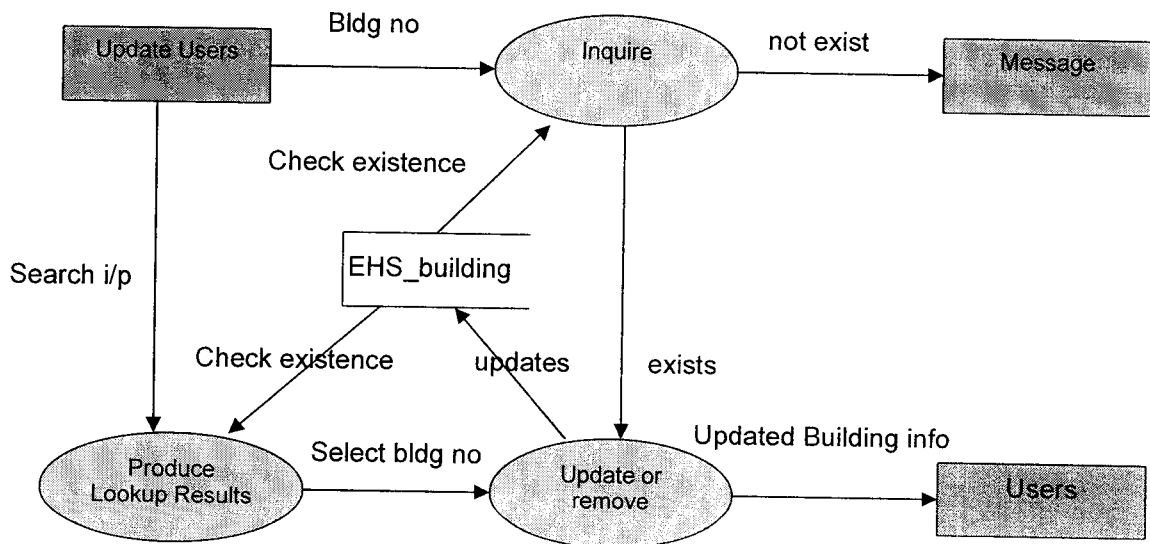 Bldg no
Update Users
Inquire
not exist
Message
Check existence
EHS_building
Search i/p
Check existence
updates
exists
Produce
Lookup Results
Select bldg no
Update or
remove
Updated Building info
Users